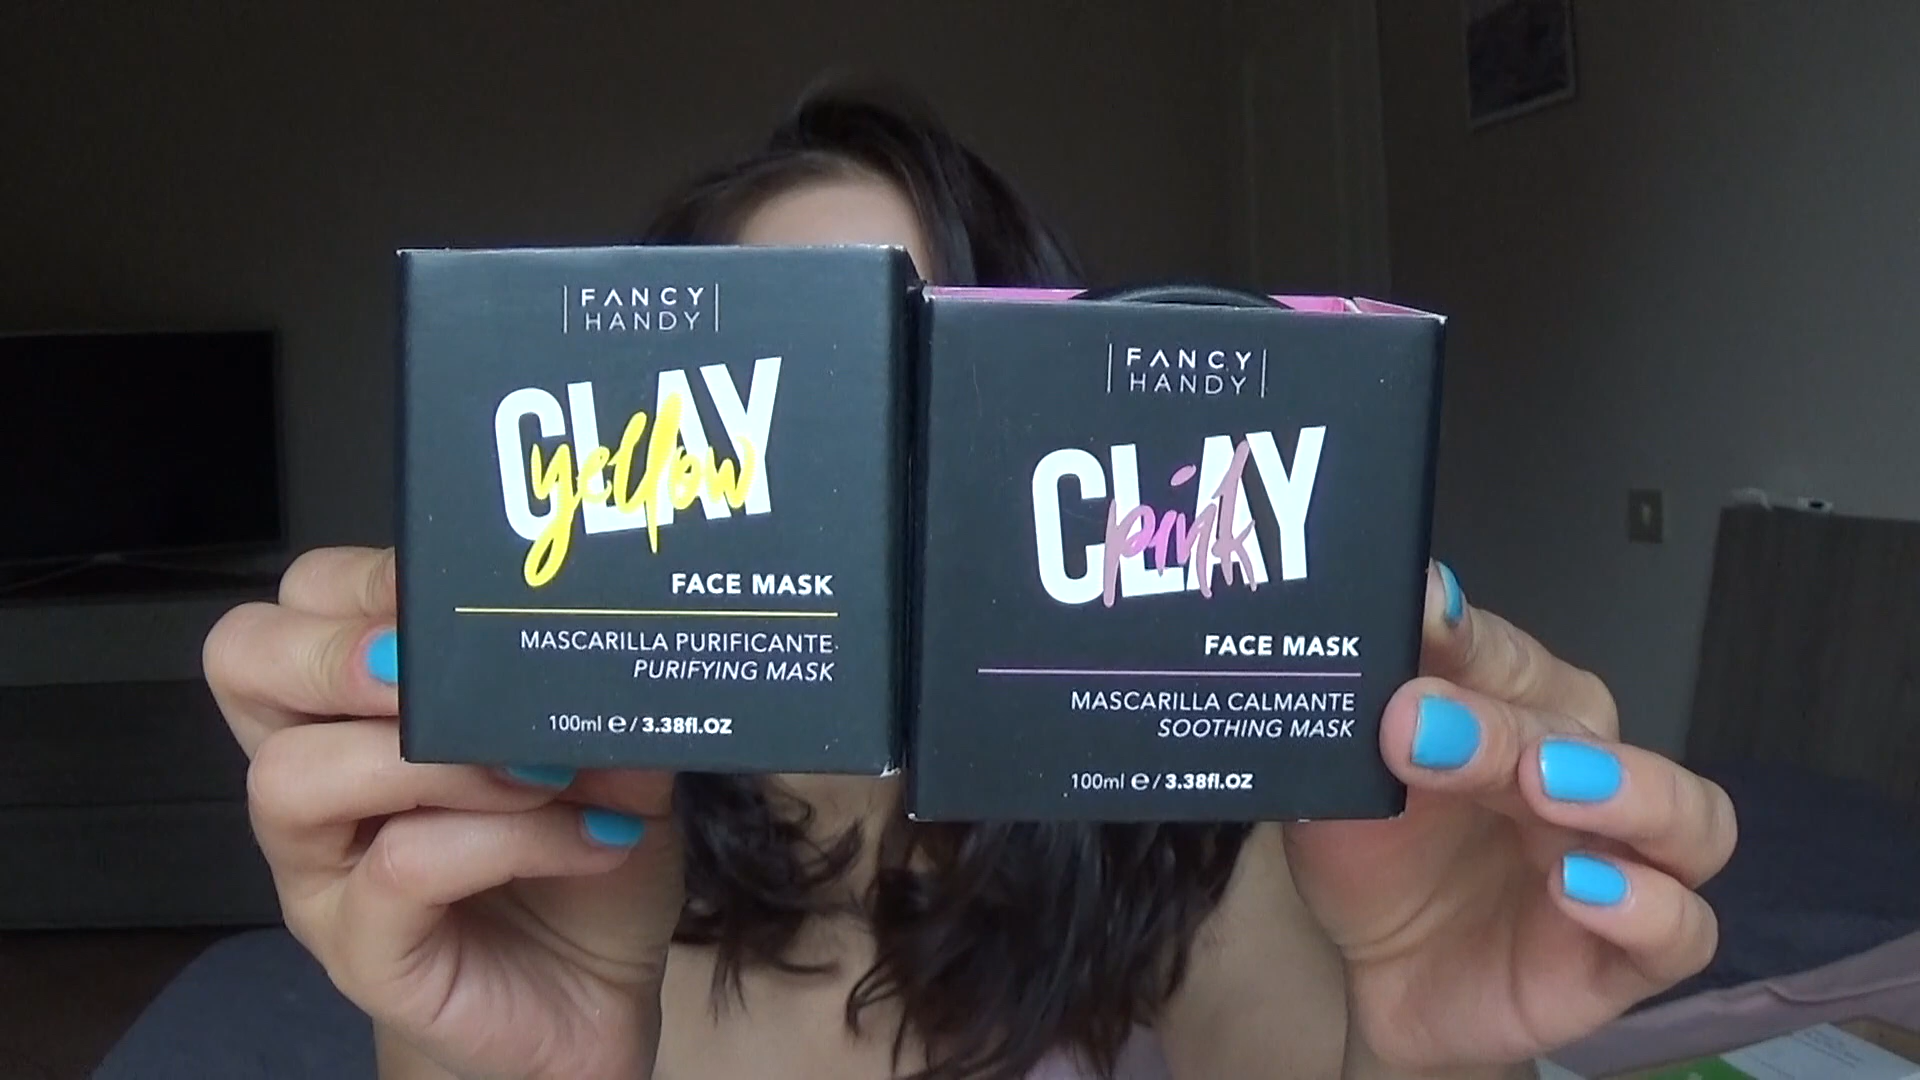 FANCY
HANDY
CLAY
yellow
FACE MASK
MASCARILLA PURIFICANTE
PURIFYING MASK
100ml ℮ / 3.38fl.OZ
FANCY
HANDY
CLAY
pink
FACE MASK
MASCARILLA CALMANTE
SOOTHING MASK
100ml ℮ / 3.38fl.OZ